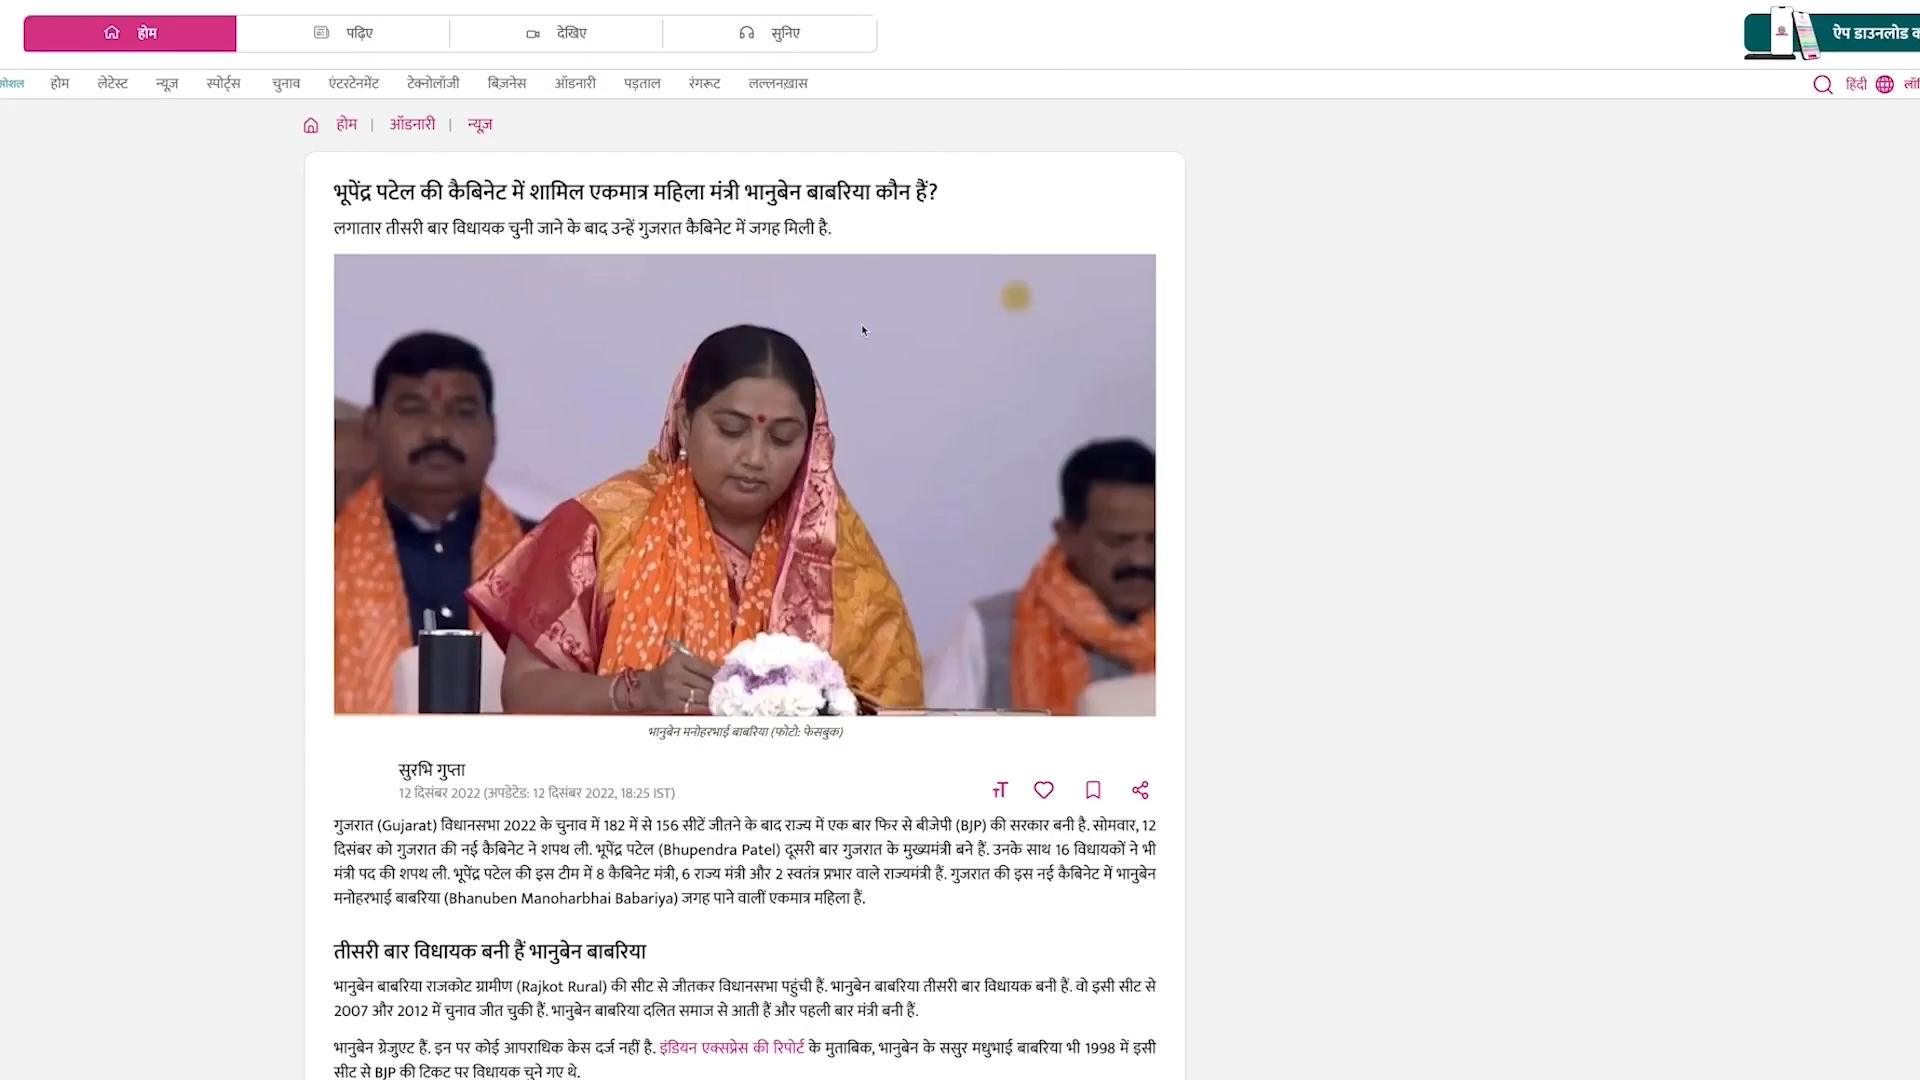 होम
पढ़िए
देखिए
सुनिए
ऐप डाउनलोड
होम
लेटेस्ट
न्यूज़
स्पोर्ट्स
चुनाव
एंटरटेनमेंट
टेक्नोलॉजी
बिज़नेस
ऑडनारी
पड़ताल
रंगरूट
लल्लनख़ास
हिंदी
होम | ऑडनारी | न्यूज़
भूपेंद्र पटेल की कैबिनेट में शामिल एकमात्र महिला मंत्री भानुबेन बाबरिया कौन हैं?
लगातार तीसरी बार विधायक चुनी जाने के बाद उन्हें गुजरात कैबिनेट में जगह मिली है.
भानुबेन मनोहरभाई बाबरिया (फोटो: फेसबुक)
सुरभि गुप्ता
12 दिसंबर 2022 (अपडेटेड: 12 दिसंबर 2022, 18:25 IST)
गुजरात (Gujarat) विधानसभा 2022 के चुनाव में 182 में से 156 सीटें जीतने के बाद राज्य में एक बार फिर से बीजेपी (BJP) की सरकार बनी है. सोमवार, 12
दिसंबर को गुजरात की नई कैबिनेट ने शपथ ली. भूपेंद्र पटेल (Bhupendra Patel) दूसरी बार गुजरात के मुख्यमंत्री बने हैं. उनके साथ 16 विधायकों ने भी
मंत्री पद की शपथ ली. भूपेंद्र पटेल की इस टीम में 8 कैबिनेट मंत्री, 6 राज्य मंत्री और 2 स्वतंत्र प्रभार वाले राज्यमंत्री हैं. गुजरात की इस नई कैबिनेट में भानुबेन
मनोहरभाई बाबरिया (Bhanuben Manoharbhai Babariya) जगह पाने वालीं एकमात्र महिला हैं.
तीसरी बार विधायक बनी हैं भानुबेन बाबरिया
भानुबेन बाबरिया राजकोट ग्रामीण (Rajkot Rural) की सीट से जीतकर विधानसभा पहुंची हैं. भानुबेन बाबरिया तीसरी बार विधायक बनी हैं. वो इसी सीट से
2007 और 2012 में चुनाव जीत चुकी हैं. भानुबेन बाबरिया दलित समाज से आती हैं और पहली बार मंत्री बनी हैं.
भानुबेन ग्रेजुएट हैं. इन पर कोई आपराधिक केस दर्ज नहीं है. इंडियन एक्सप्रेस की रिपोर्ट के मुताबिक, भानुबेन के ससुर मधुभाई बाबरिया भी 1998 में इसी
सीट से BJP की टिकट पर विधायक चुने गए थे.